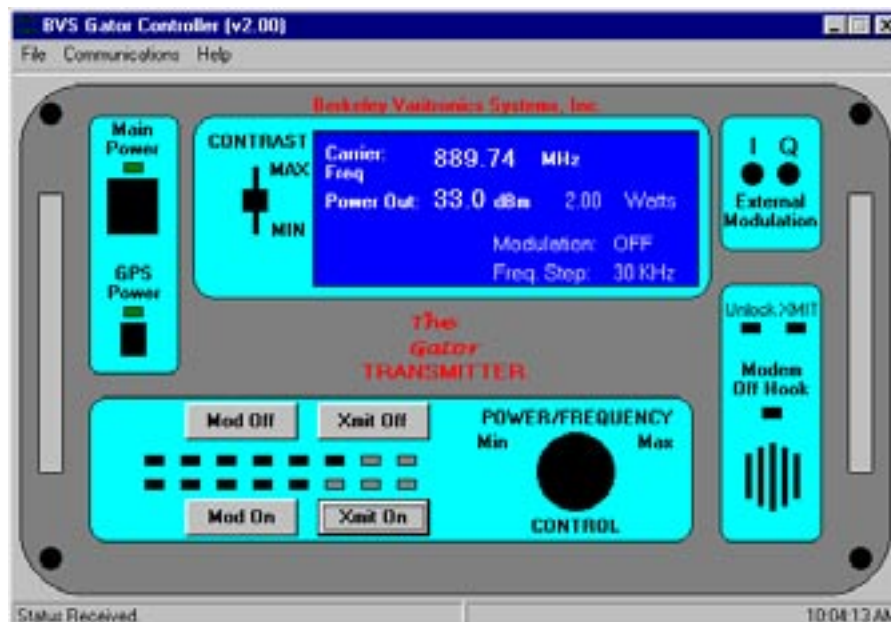 BVS Gator Controller (v2.00)
File Communications Help
Berkeley Varitronics Systems, Inc.
Main
Power
GPS
Power
CONTRAST
MAX
MIN
Carrier: 889.74 MHz
Freq
Power Out: 33.0 dBm 2.00 Watts
Modulation: OFF
Freq. Step: 30 KHz
I Q
External
Modulation
The
Gator
TRANSMITTER
Unlock XMIT
Modem
Off Hook
Mod Off Xmit Off
Mod On Xmit On
POWER/FREQUENCY
Min Max
CONTROL
Status Received 10:04:13 AM